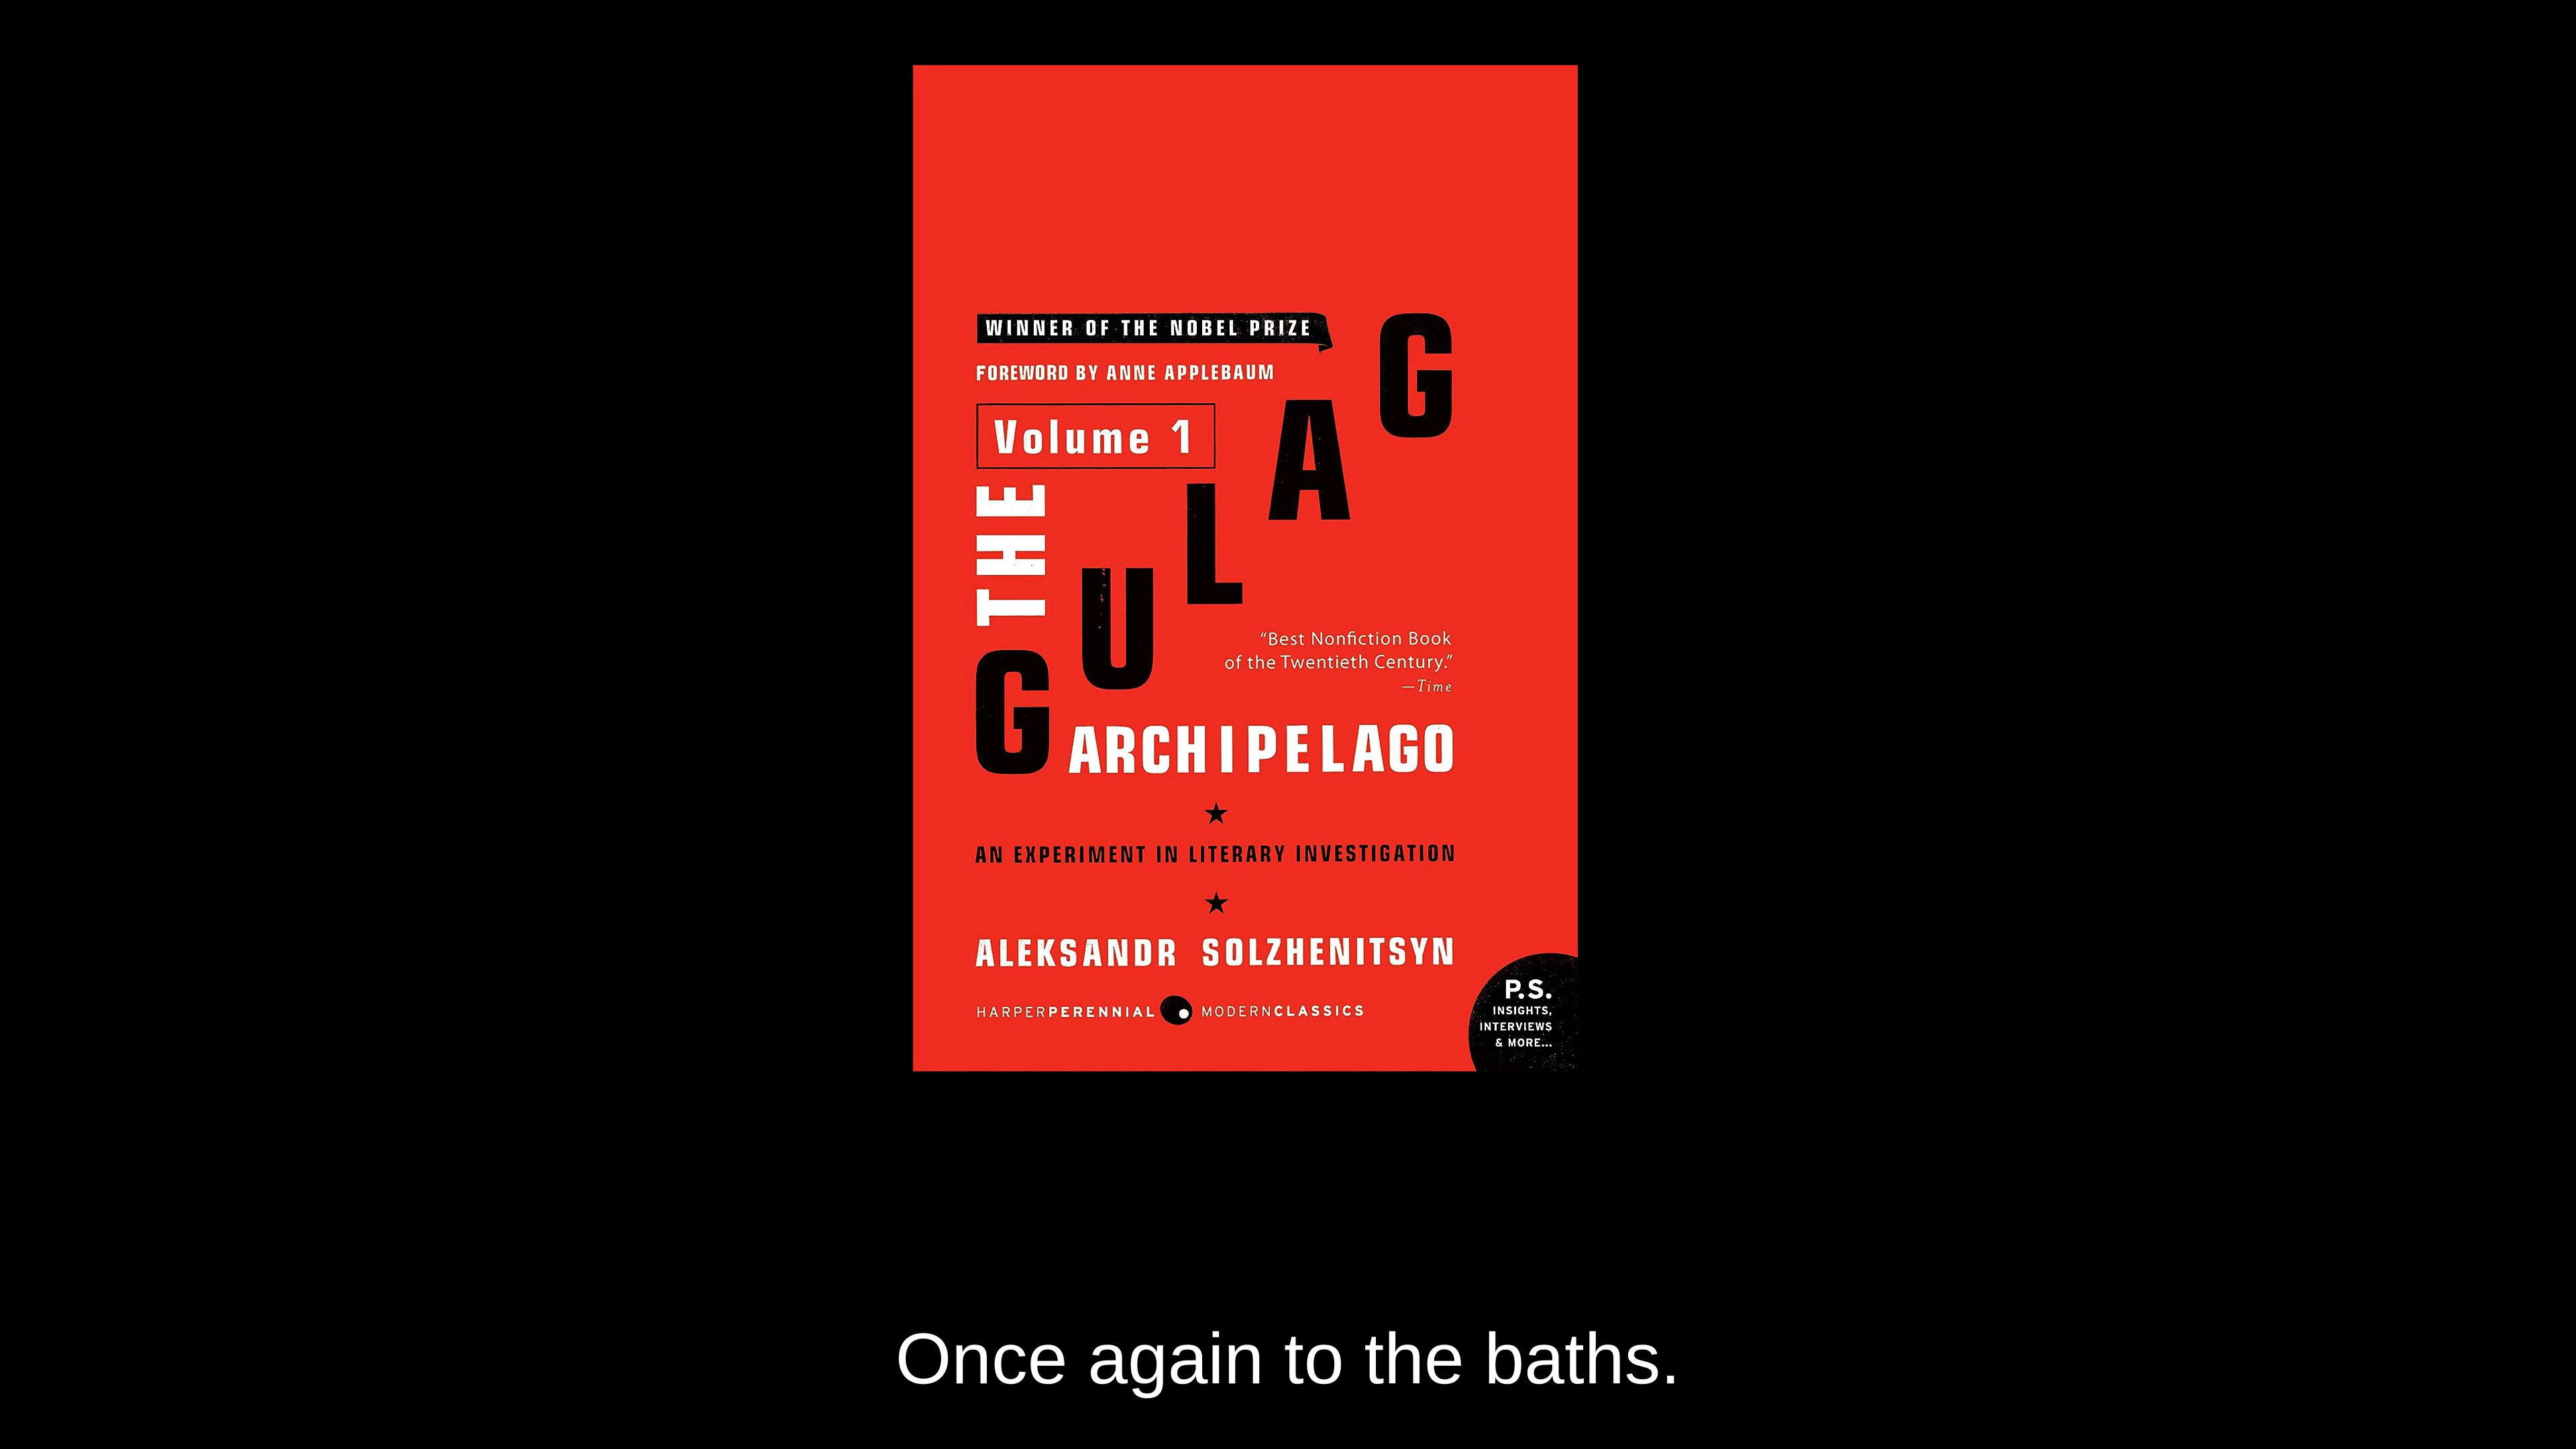 WINNER OF THE NOBEL PRIZE
FOREWORD BY ANNE APPLEBAUM
Volume 1
THE
GULAG
ARCHIPELAGO
"Best Nonfiction Book
of the Twentieth Century."
—Time
AN EXPERIMENT IN LITERARY INVESTIGATION
ALEKSANDR SOLZHENITSYN
HARPERPERENNIAL MODERNCLASSICS
P.S.
INSIGHTS,
INTERVIEWS
& MORE...
Once again to the baths.